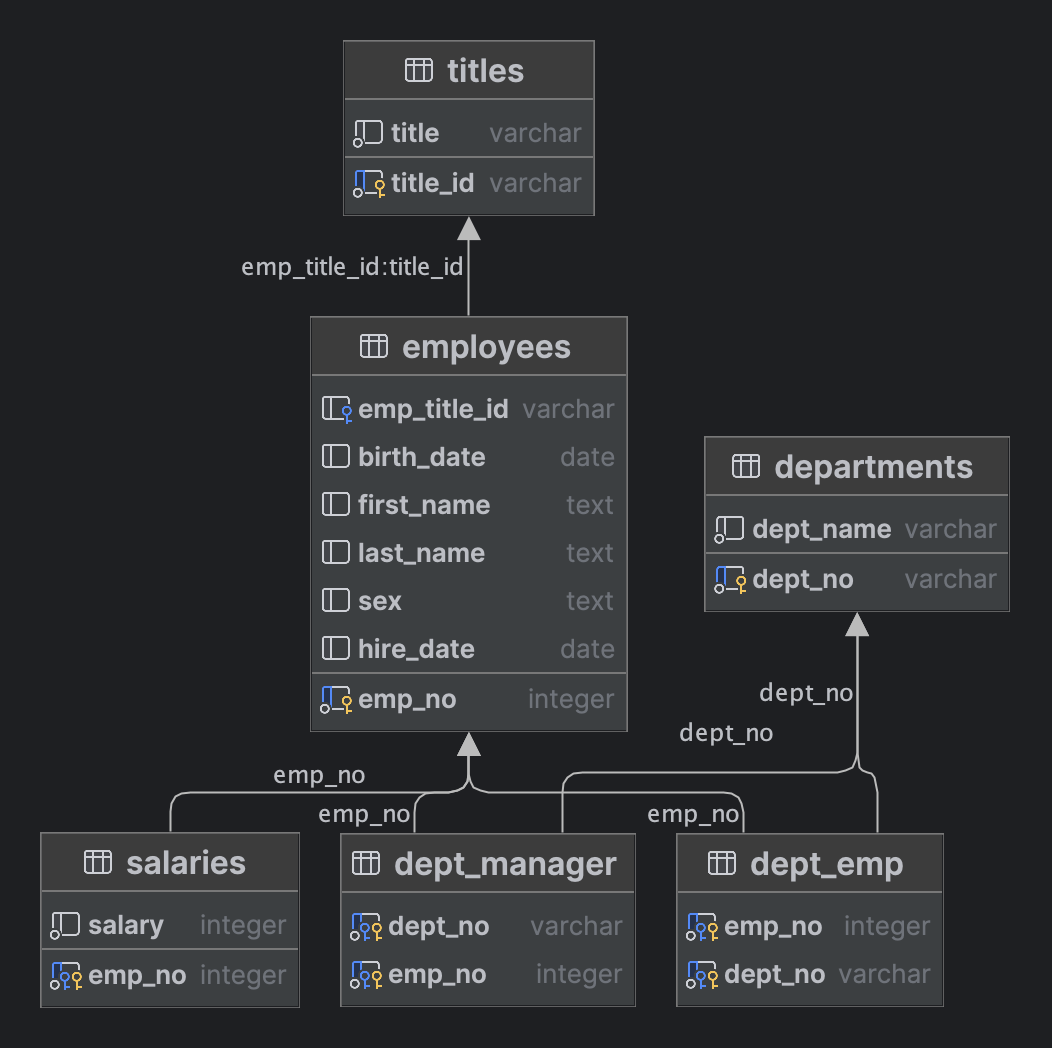 titles
title varchar
title_id varchar
emp_title_id:title_id
employees
emp_title_id varchar
birth_date date
first_name text
last_name text
sex text
hire_date date
emp_no integer
departments
dept_name varchar
dept_no varchar
dept_no
dept_no
emp_no
emp_no
emp_no
salaries
salary integer
emp_no integer
dept_manager
dept_no varchar
emp_no integer
dept_emp
emp_no integer
dept_no varchar